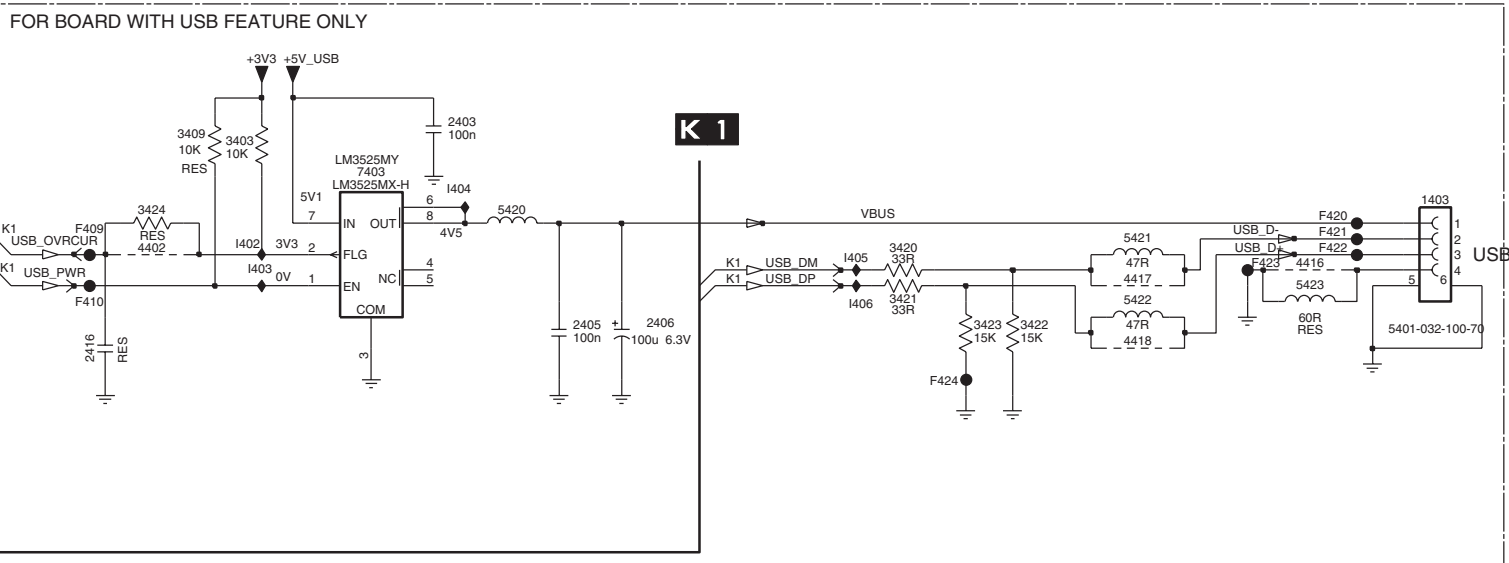 FOR BOARD WITH USB FEATURE ONLY
+3V3 +5V_USB
2403
100n
K 1
3409
10K
RES
3403
10K
LM3525MY
7403
LM3525MX-H
5V1
7
IN
OUT
6
8
I404
4V5
5420
VBUS
1403
K1
USB_OVRCUR
F409
3424
RES
4402
I402
3V3
2
FLG
K1
USB_PWR
F410
I403
0V
1
EN
NC
4
5
COM
3
2416
RES
2405
100n
+
2406
100u 6.3V
K1
USB_DM
I405
3420
33R
K1
USB_DP
I406
3421
33R
3423
15K
3422
15K
F424
5421
47R
4417
5422
47R
4418
F420
USB_D-
F421
USB_D+
F422
F423
4416
5423
60R
RES
1
2
3
4
5
6
USB
5401-032-100-70